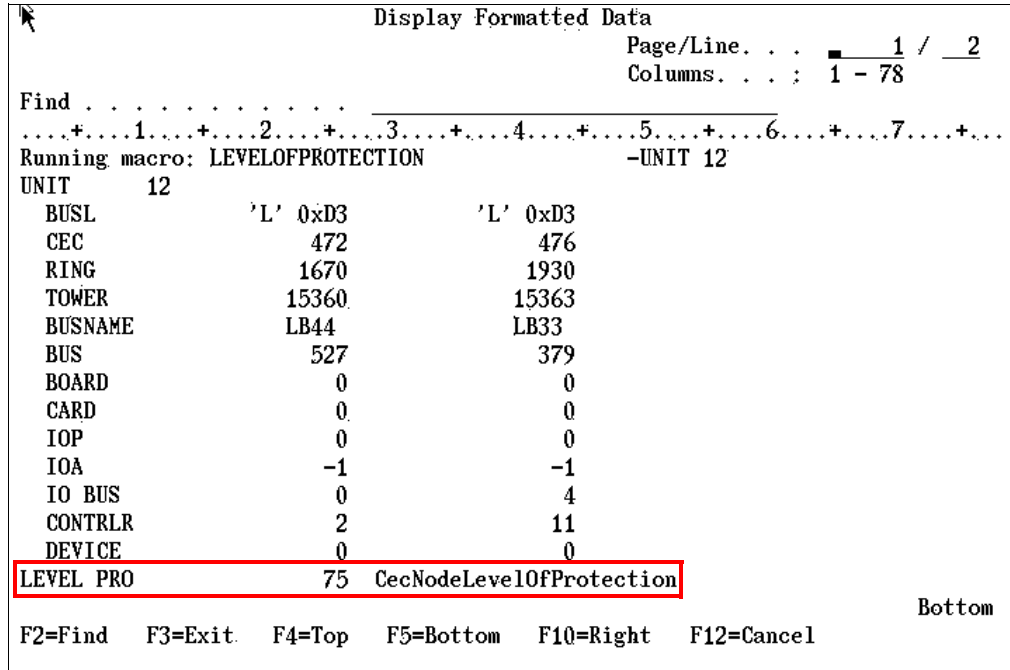 Display Formatted Data
Page/Line. . .   1 /   2
Columns. . . :   1 - 78
Find . . . . . . . . . . .
....+....1....+....2....+....3....+....4....+....5....+....6....+....7....+...
Running macro: LEVELOFPROTECTION                -UNIT 12
UNIT      12
BUSL         'L' 0xD3          'L' 0xD3
CEC               472               476
RING             1670              1930
TOWER           15360             15363
BUSNAME         LB44              LB33
BUS               527               379
BOARD               0                 0
CARD                0                 0
IOP                 0                 0
IOA                -1                -1
IO BUS              0                 4
CONTRLR             2                11
DEVICE              0                 0
LEVEL PRO               75  CecNodeLevelOfProtection
Bottom
F2=Find   F3=Exit   F4=Top   F5=Bottom   F10=Right   F12=Cancel